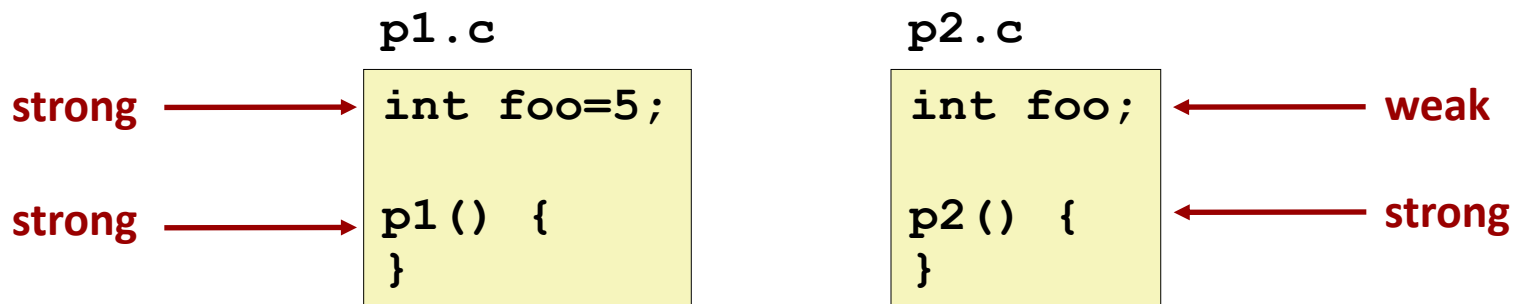 p1.c
p2.c
strong
int foo=5;
int foo;
weak
strong
p1() {
p2() {
strong
}
}